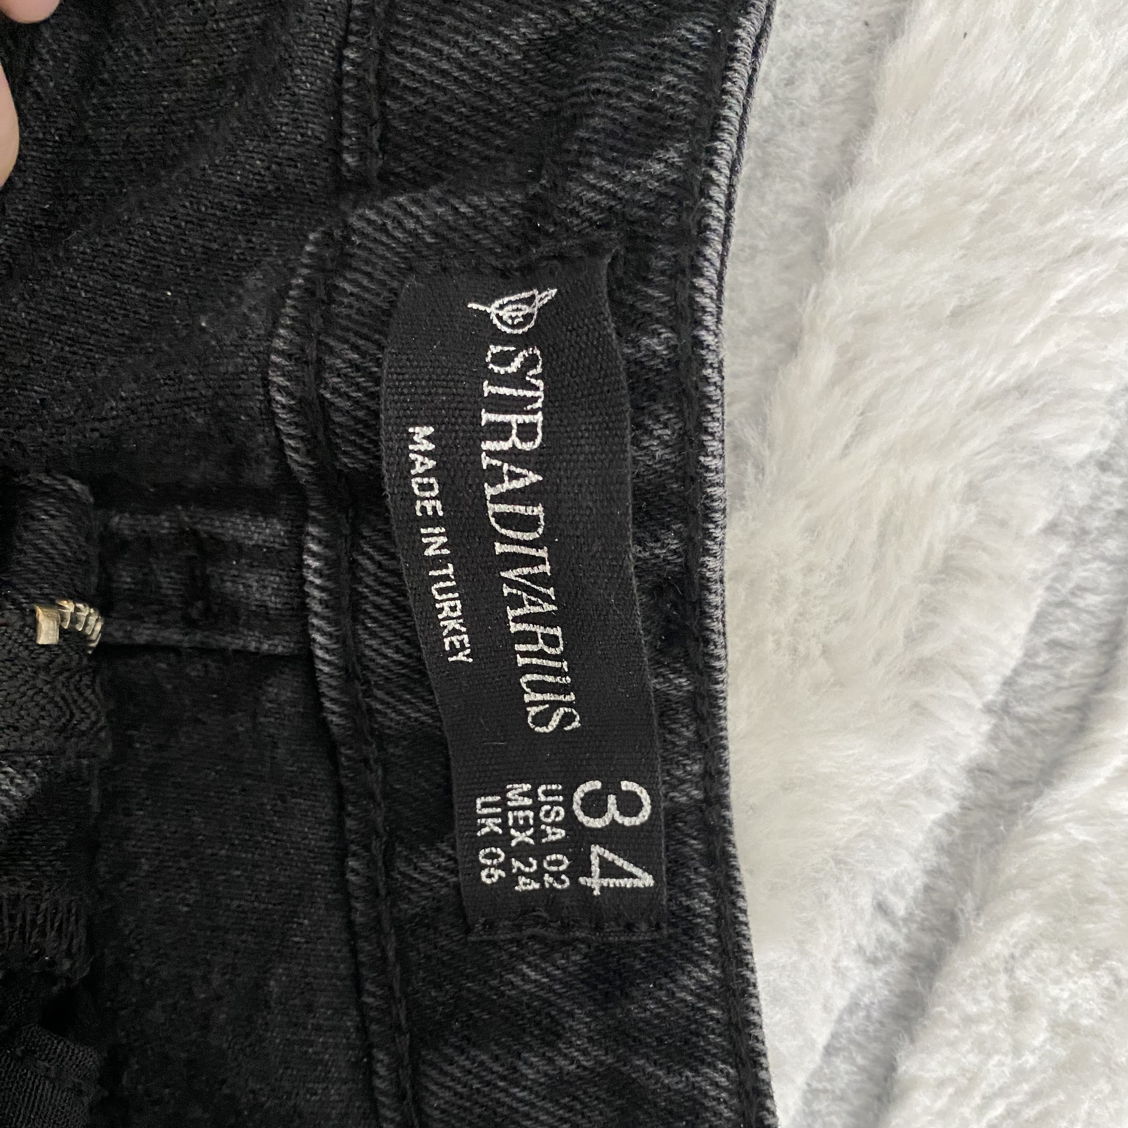 STRADIVARIUS
MADE IN TURKEY
34
USA 02
MEX 24
UK 06